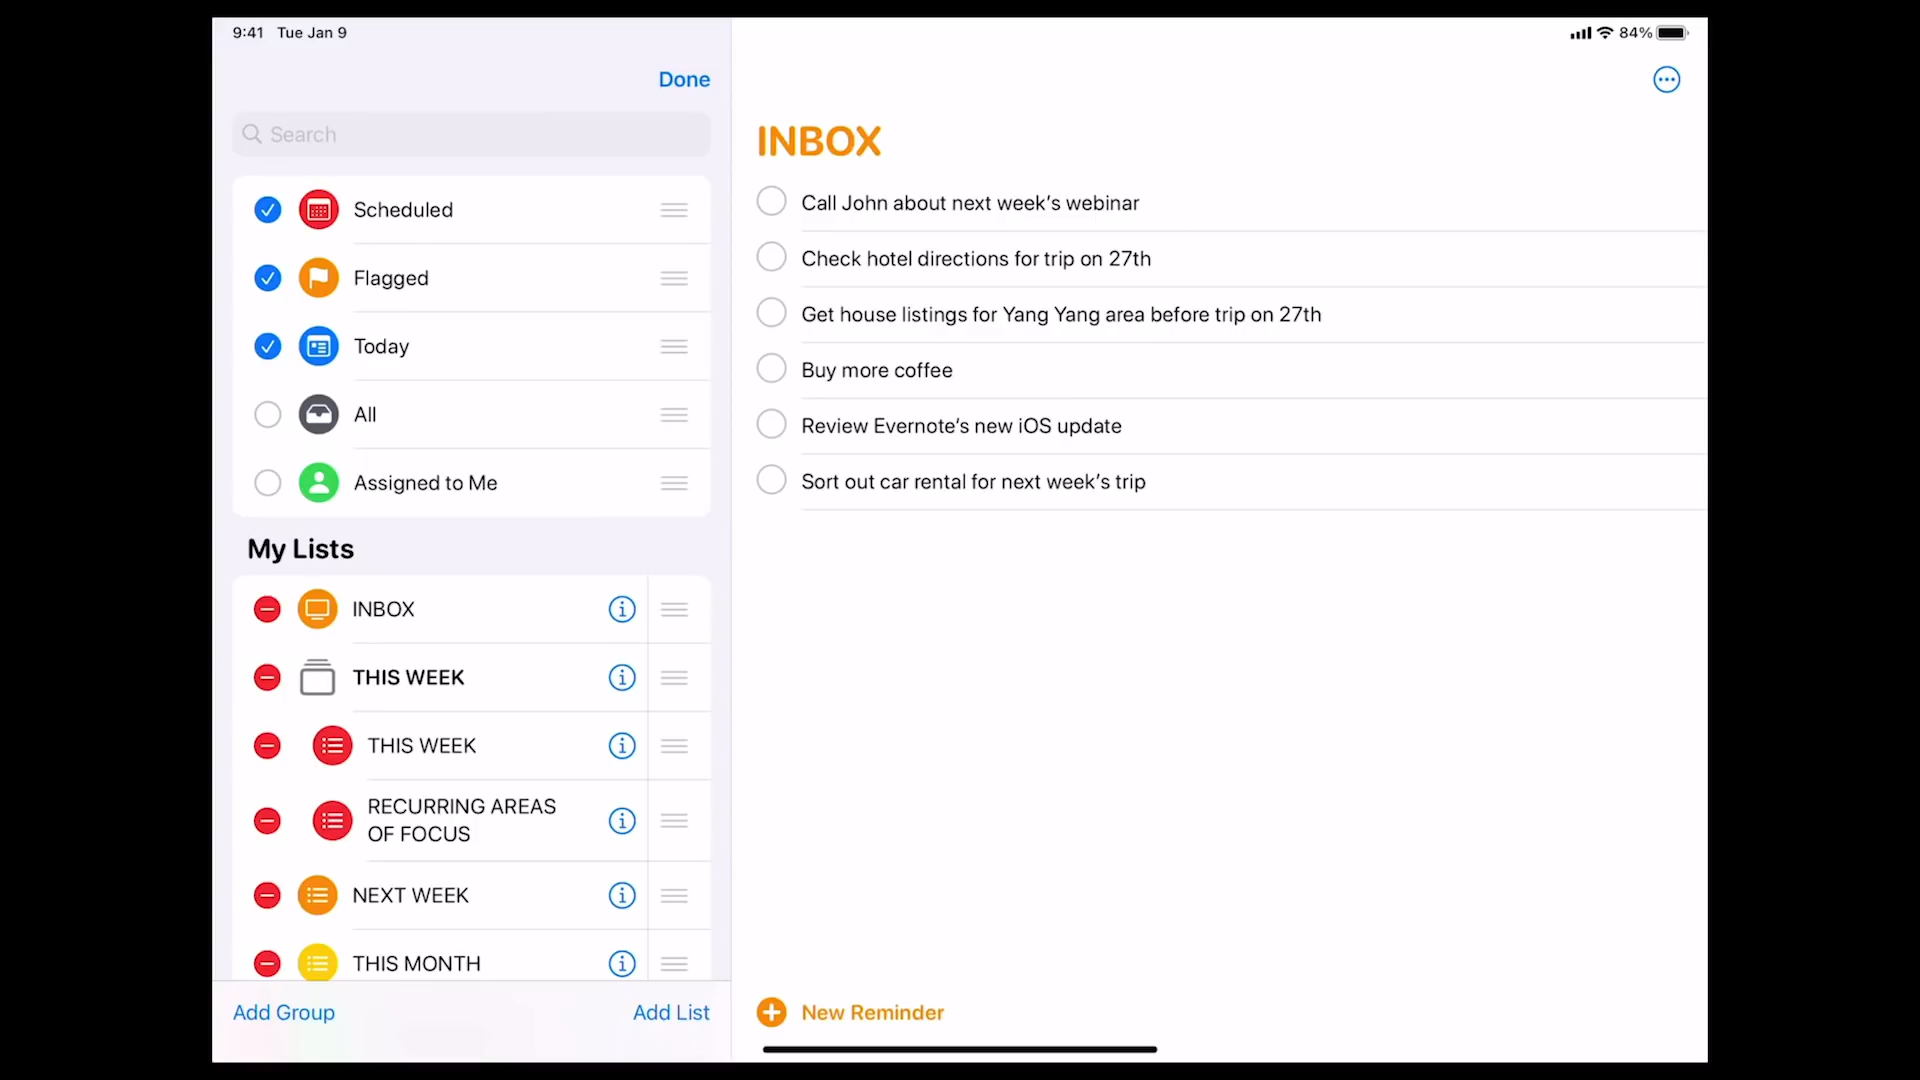 9:41 Tue Jan 9
84%
Done
Search
Scheduled
Flagged
Today
All
Assigned to Me
My Lists
INBOX
THIS WEEK
THIS WEEK
RECURRING AREAS
OF FOCUS
NEXT WEEK
THIS MONTH
Add Group
Add List
INBOX
Call John about next week’s webinar
Check hotel directions for trip on 27th
Get house listings for Yang Yang area before trip on 27th
Buy more coffee
Review Evernote’s new iOS update
Sort out car rental for next week’s trip
New Reminder